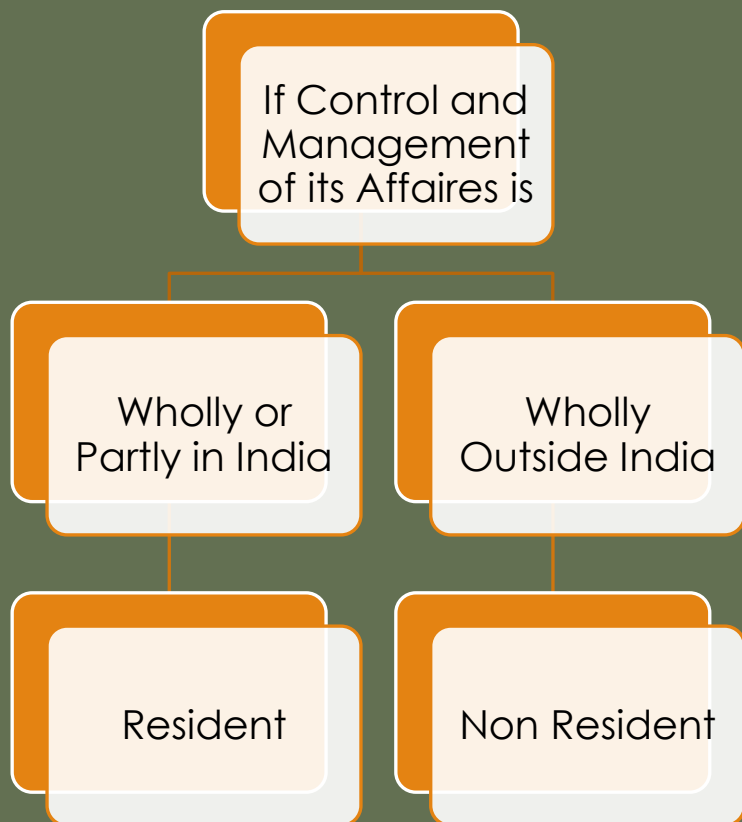 If Control and
Management
of its Affaires is
Wholly or
Partly in India
Wholly
Outside India
Resident
Non Resident